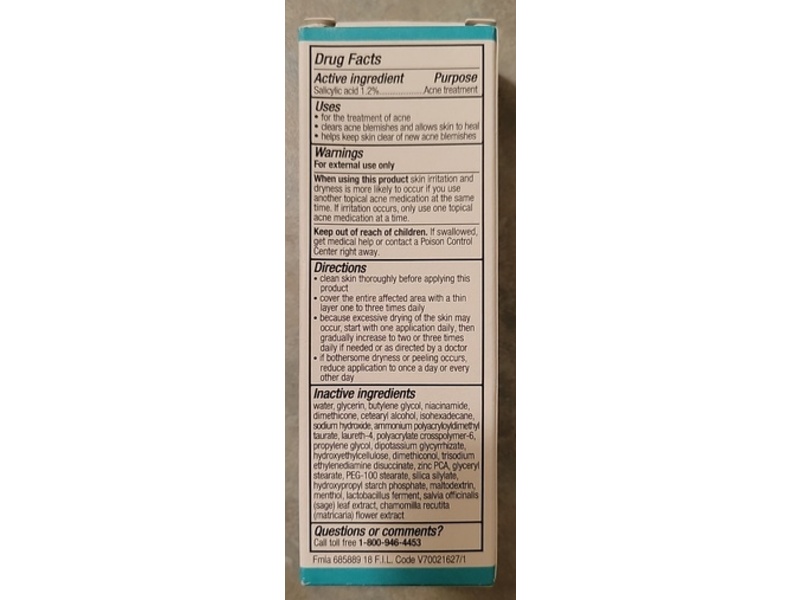 Drug Facts
Active ingredient Purpose
Salicylic acid 1.2%....................Acne treatment
Uses
• for the treatment of acne
• clears acne blemishes and allows skin to heal
• helps keep skin clear of new acne blemishes
Warnings
For external use only
When using this product skin irritation and
dryness is more likely to occur if you use
another topical acne medication at the same
time. If irritation occurs, only use one topical
acne medication at a time.
Keep out of reach of children. If swallowed,
get medical help or contact a Poison Control
Center right away.
Directions
• clean skin thoroughly before applying this
product
• cover the entire affected area with a thin
layer one to three times daily
• because excessive drying of the skin may
occur, start with one application daily, then
gradually increase to two or three times
daily if needed or as directed by a doctor
• if bothersome dryness or peeling occurs,
reduce application to once a day or every
other day
Inactive ingredients
water, glycerin, butylene glycol, niacinamide,
dimethicone, cetearyl alcohol, isohexadecane,
sodium hydroxide, ammonium polyacryloyldimethyl
taurate, laureth-4, polyacrylate crosspolymer-6,
propylene glycol, dipotassium glycyrrhizate,
hydroxyethylcellulose, dimethiconol, trisodium
ethylenediamine disuccinate, zinc PCA, glyceryl
stearate, PEG-100 stearate, silica silylate,
hydroxypropyl starch phosphate, maltodextrin,
menthol, lactobacillus ferment, salvia officinalis
(sage) leaf extract, chamomilla recutita
(matricaria) flower extract
Questions or comments?
Call toll free 1-800-946-4453
Fmla 685889 18 F.I.L. Code V70021627/1